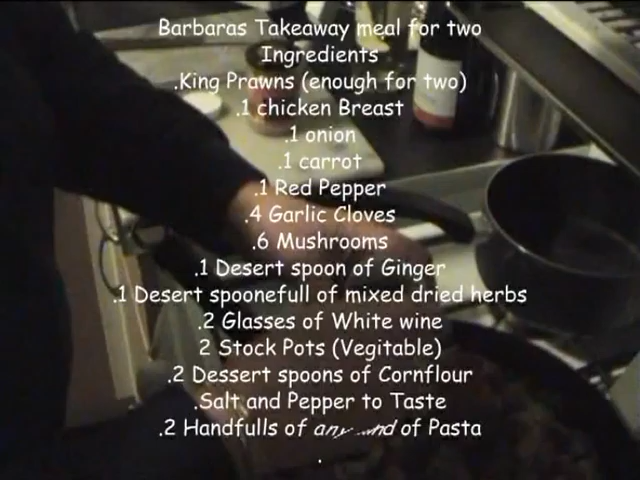 Barbaras Takeaway meal for two
Ingredients
.King Prawns (enough for two)
.1 chicken Breast
.1 onion
.1 carrot
.1 Red Pepper
.4 Garlic Cloves
.6 Mushrooms
.1 Desert spoon of Ginger
.1 Desert spoonefull of mixed dried herbs
.2 Glasses of White wine
2 Stock Pots (Vegitable)
.2 Dessert spoons of Cornflour
.Salt and Pepper to Taste
.2 Handfulls of any of Pasta
.